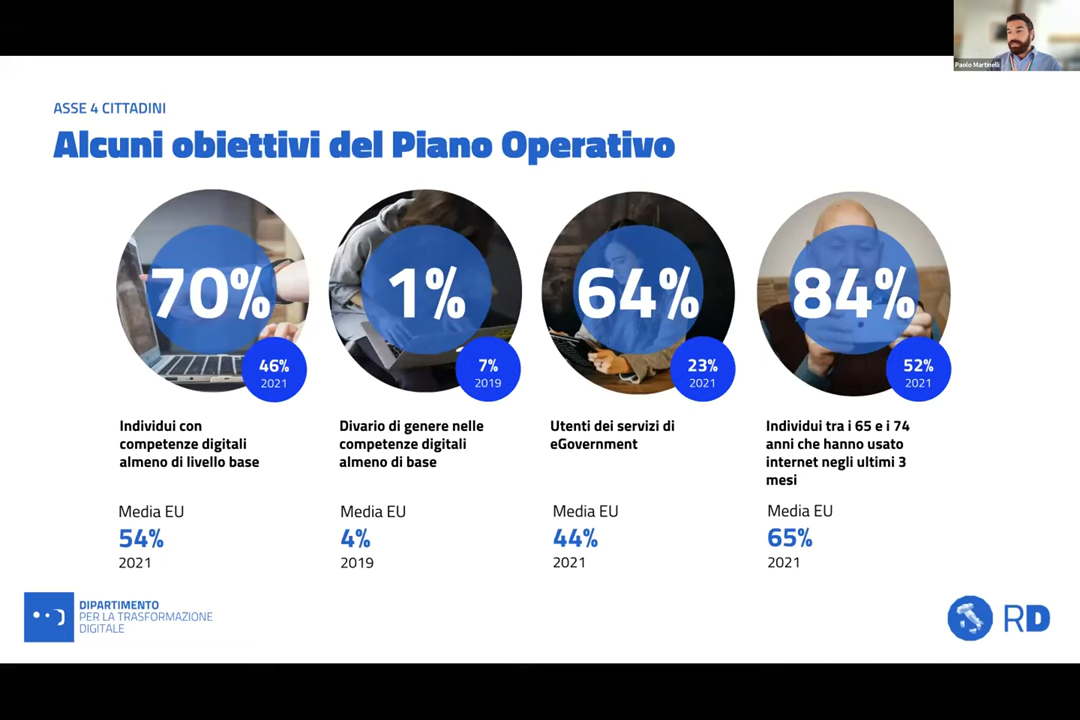 Paolo Martinelli
ASSE 4 CITTADINI
Alcuni obiettivi del Piano Operativo
70%
46%
2021
1%
7%
2019
64%
23%
2021
84%
52%
2021
Individui con
competenze digitali
almeno di livello base
Divario di genere nelle
competenze digitali
almeno di base
Utenti dei servizi di
eGovernment
Individui tra i 65 e i 74
anni che hanno usato
internet negli ultimi 3
mesi
Media EU
54%
2021
Media EU
4%
2019
Media EU
44%
2021
Media EU
65%
2021
DIPARTIMENTO
PER LA TRASFORMAZIONE
DIGITALE
RD